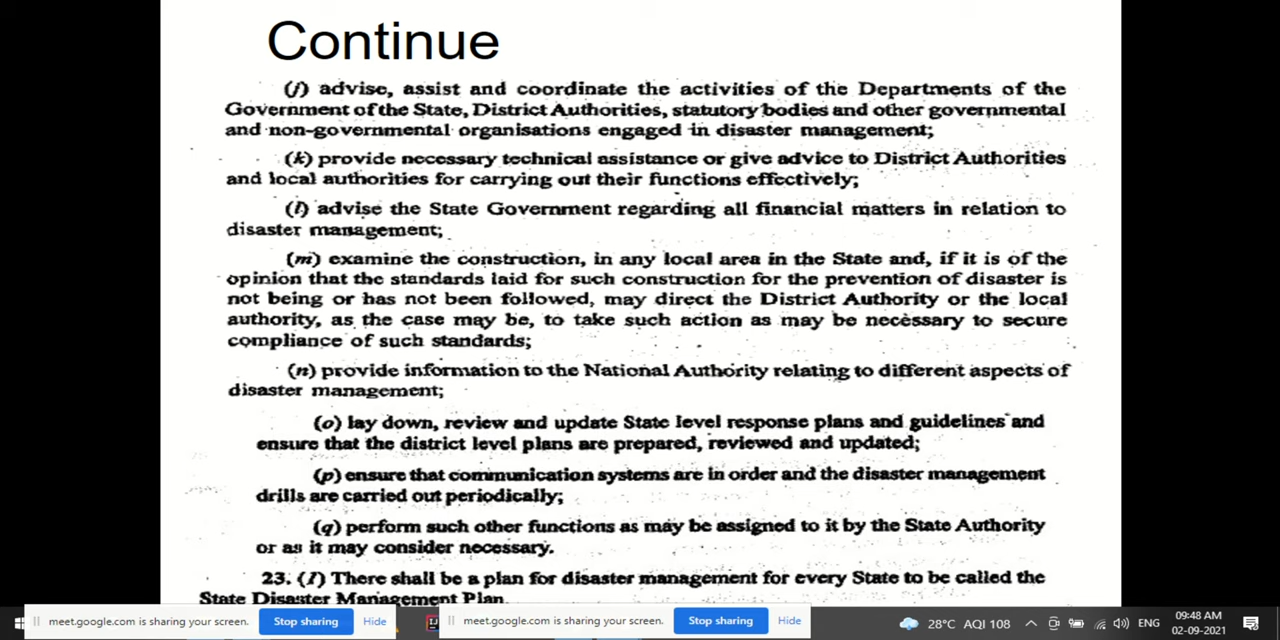 Continue
(j) advise, assist and coordinate the activities of the Departments of the
Government of the State, District Authorities, statutory bodies and other governmental
and non-governmental organisations engaged in disaster management;
(k) provide necessary technical assistance or give advice to District Authorities
and local authorities for carrying out their functions effectively;
(l) advise the State Government regarding all financial matters in relation to
disaster management;
(m) examine the construction, in any local area in the State and, if it is of the
opinion that the standards laid for such construction for the prevention of disaster is
not being or has not been followed, may direct the District Authority or the local
authority, as the case may be, to take such action as may be necessary to secure
compliance of such standards;
(n) provide information to the National Authority relating to different aspects of
disaster management;
(o) lay down, review and update State level response plans and guidelines and
ensure that the district level plans are prepared, reviewed and updated;
(p) ensure that communication systems are in order and the disaster management
drills are carried out periodically;
(q) perform such other functions as may be assigned to it by the State Authority
or as it may consider necessary.
23. (1) There shall be a plan for disaster management for every State to be called the
State Disaster Management Plan.
meet.google.com is sharing your screen. Stop sharing Hide
meet.google.com is sharing your screen. Stop sharing Hide
28°C AQI 108 ENG
09:48 AM
02-09-2021